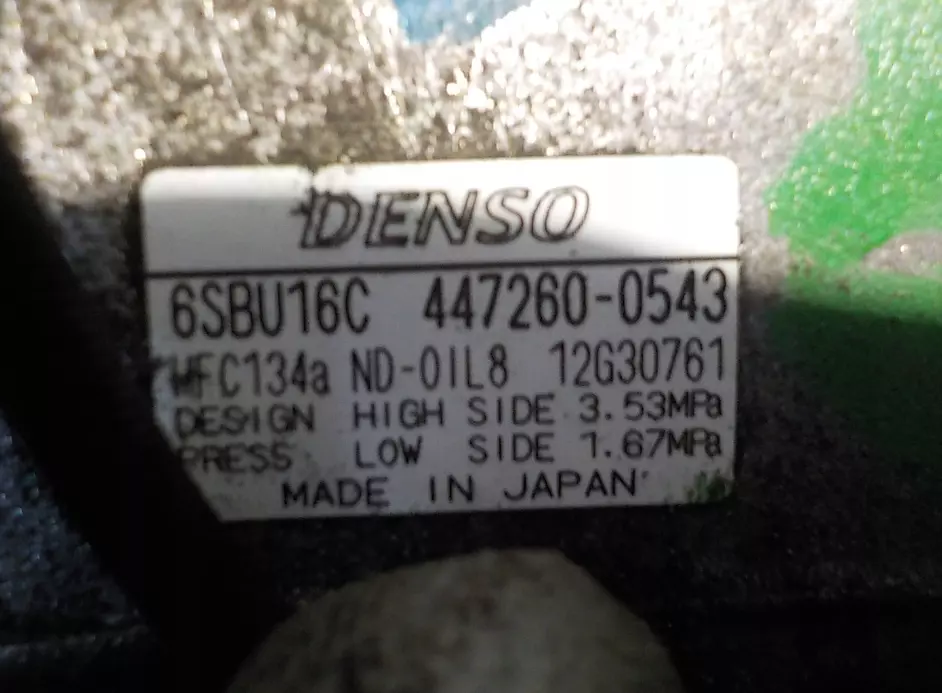 DENSO
6SBU16C 447260-0543
HFC134a ND-OIL8 12G30761
DESIGN HIGH SIDE 3.53MPa
PRESS LOW SIDE 1.67MPa
MADE IN JAPAN